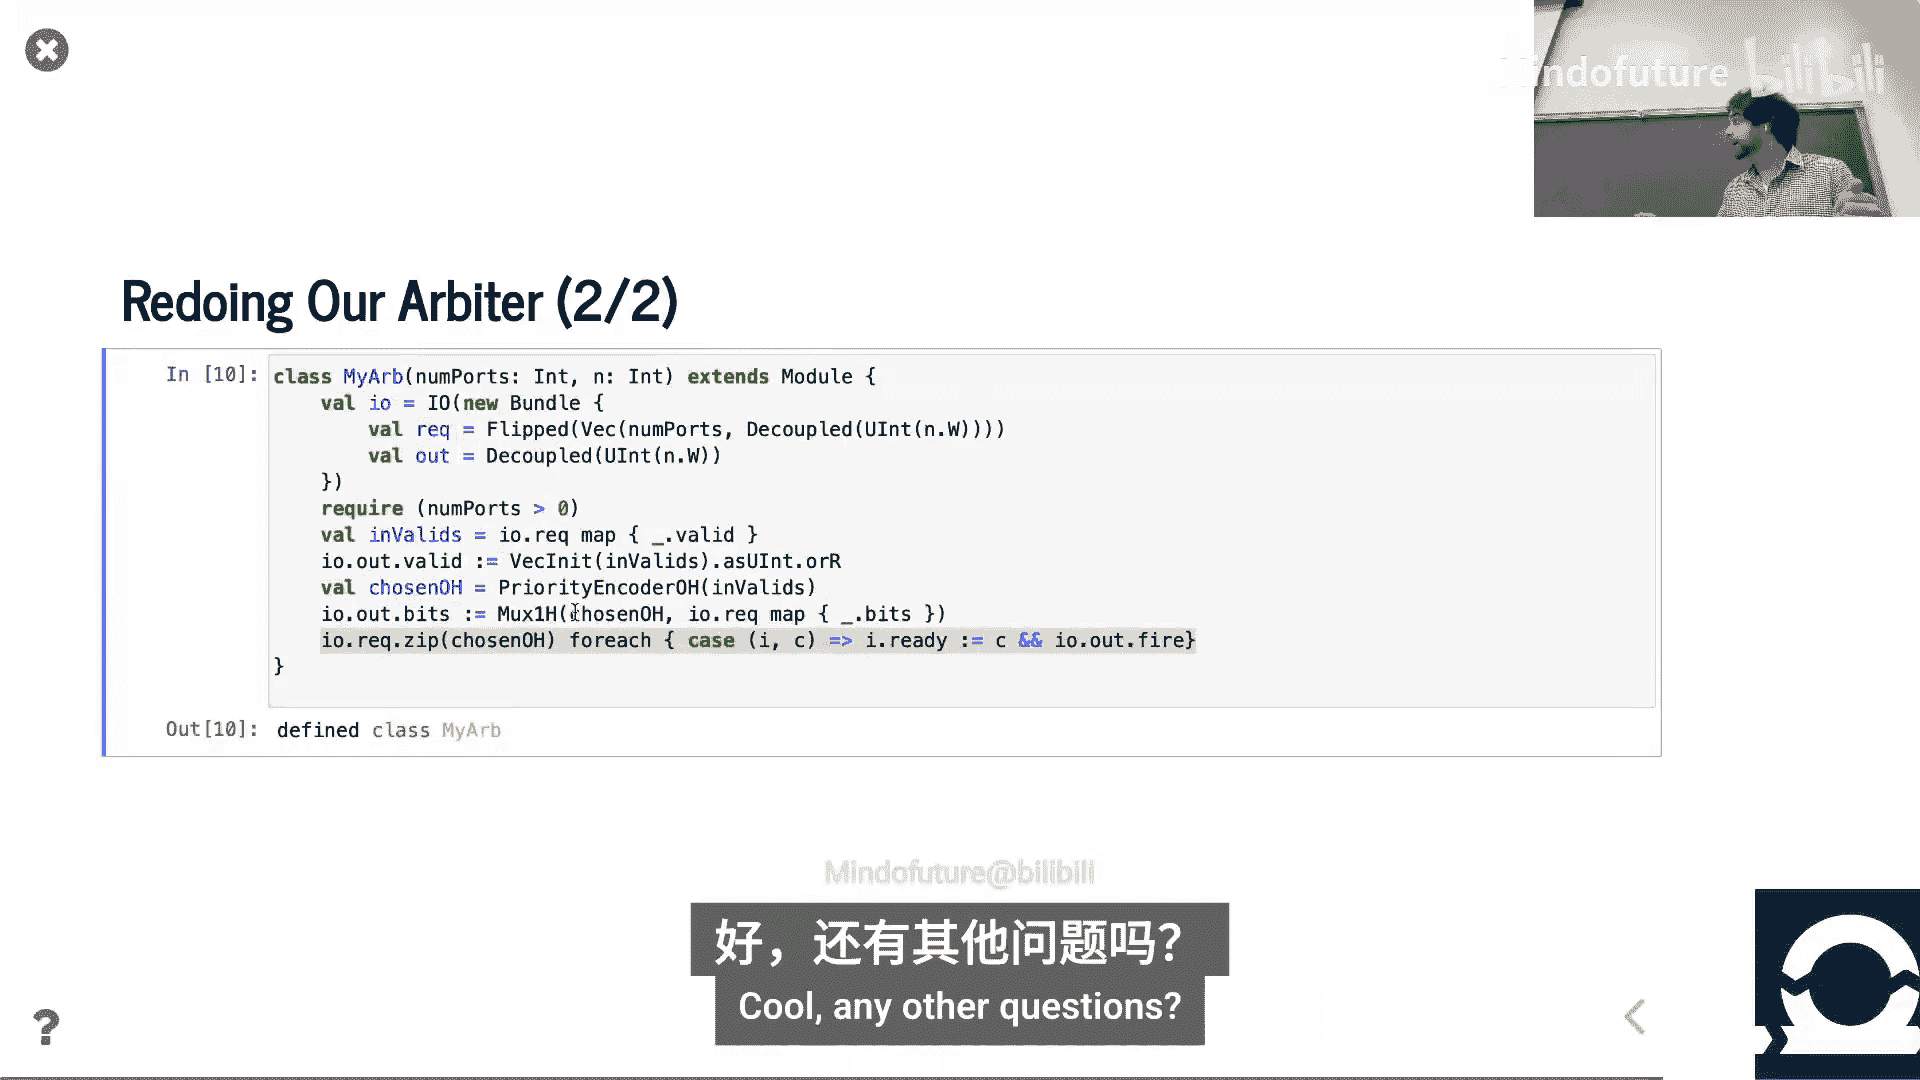 indofuture bilibili
Redoing Our Arbiter (2/2)
In [10]:
class MyArb(numPorts: Int, n: Int) extends Module {
val io = IO(new Bundle {
val req = Flipped(Vec(numPorts, Decoupled(UInt(n.W))))
val out = Decoupled(UInt(n.W))
})
require (numPorts > 0)
val inValids = io.req map { _.valid }
io.out.valid := VecInit(inValids).asUInt.orR
val chosenOH = PriorityEncoderOH(inValids)
io.out.bits := Mux1H(chosenOH, io.req map { _.bits })
io.req.zip(chosenOH) foreach { case (i, c) => i.ready := c && io.out.fire}
}
Out[10]: defined class MyArb
Mindofuture@bilibili
好，还有其他问题吗？
Cool, any other questions?
?